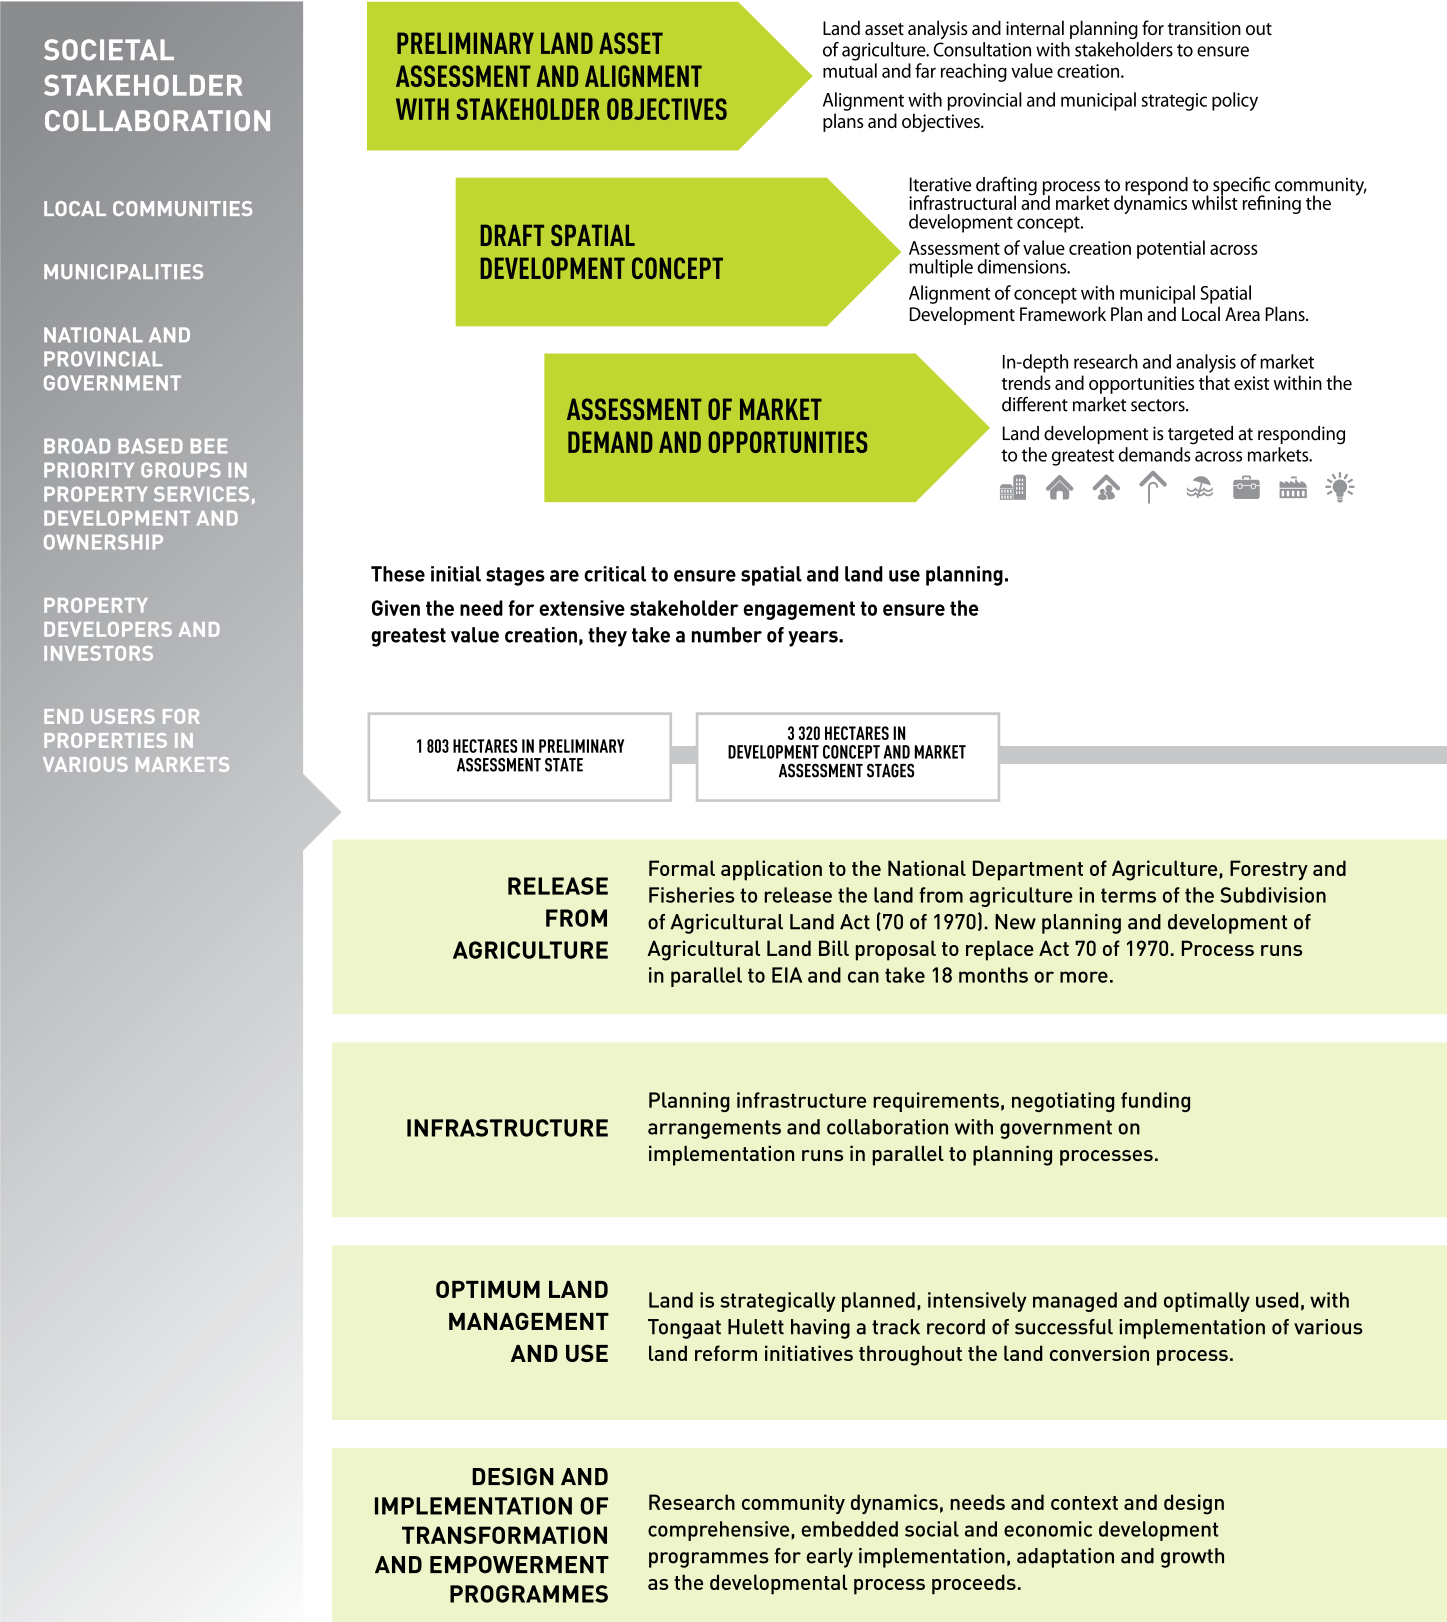 SOCIETAL
STAKEHOLDER
COLLABORATION
LOCAL COMMUNITIES
MUNICIPALITIES
NATIONAL AND
PROVINCIAL
GOVERNMENT
BROAD BASED BEE
PRIORITY GROUPS IN
PROPERTY SERVICES,
DEVELOPMENT AND
OWNERSHIP
PROPERTY
DEVELOPERS AND
INVESTORS
END USERS FOR
PROPERTIES IN
VARIOUS MARKETS
PRELIMINARY LAND ASSET
ASSESSMENT AND ALIGNMENT
WITH STAKEHOLDER OBJECTIVES
Land asset analysis and internal planning for transition out
of agriculture. Consultation with stakeholders to ensure
mutual and far reaching value creation.
Alignment with provincial and municipal strategic policy
plans and objectives.
DRAFT SPATIAL
DEVELOPMENT CONCEPT
Iterative drafting process to respond to specific community,
infrastructural and market dynamics whilst refining the
development concept.
Assessment of value creation potential across
multiple dimensions.
Alignment of concept with municipal Spatial
Development Framework Plan and Local Area Plans.
ASSESSMENT OF MARKET
DEMAND AND OPPORTUNITIES
In-depth research and analysis of market
trends and opportunities that exist within the
different market sectors.
Land development is targeted at responding
to the greatest demands across markets.
These initial stages are critical to ensure spatial and land use planning.
Given the need for extensive stakeholder engagement to ensure the
greatest value creation, they take a number of years.
1 803 HECTARES IN PRELIMINARY
ASSESSMENT STATE
3 320 HECTARES IN
DEVELOPMENT CONCEPT AND MARKET
ASSESSMENT STAGES
RELEASE
FROM
AGRICULTURE
Formal application to the National Department of Agriculture, Forestry and
Fisheries to release the land from agriculture in terms of the Subdivision
of Agricultural Land Act (70 of 1970). New planning and development of
Agricultural Land Bill proposal to replace Act 70 of 1970. Process runs
in parallel to EIA and can take 18 months or more.
INFRASTRUCTURE
Planning infrastructure requirements, negotiating funding
arrangements and collaboration with government on
implementation runs in parallel to planning processes.
OPTIMUM LAND
MANAGEMENT
AND USE
Land is strategically planned, intensively managed and optimally used, with
Tongaat Hulett having a track record of successful implementation of various
land reform initiatives throughout the land conversion process.
DESIGN AND
IMPLEMENTATION OF
TRANSFORMATION
AND EMPOWERMENT
PROGRAMMES
Research community dynamics, needs and context and design
comprehensive, embedded social and economic development
programmes for early implementation, adaptation and growth
as the developmental process proceeds.